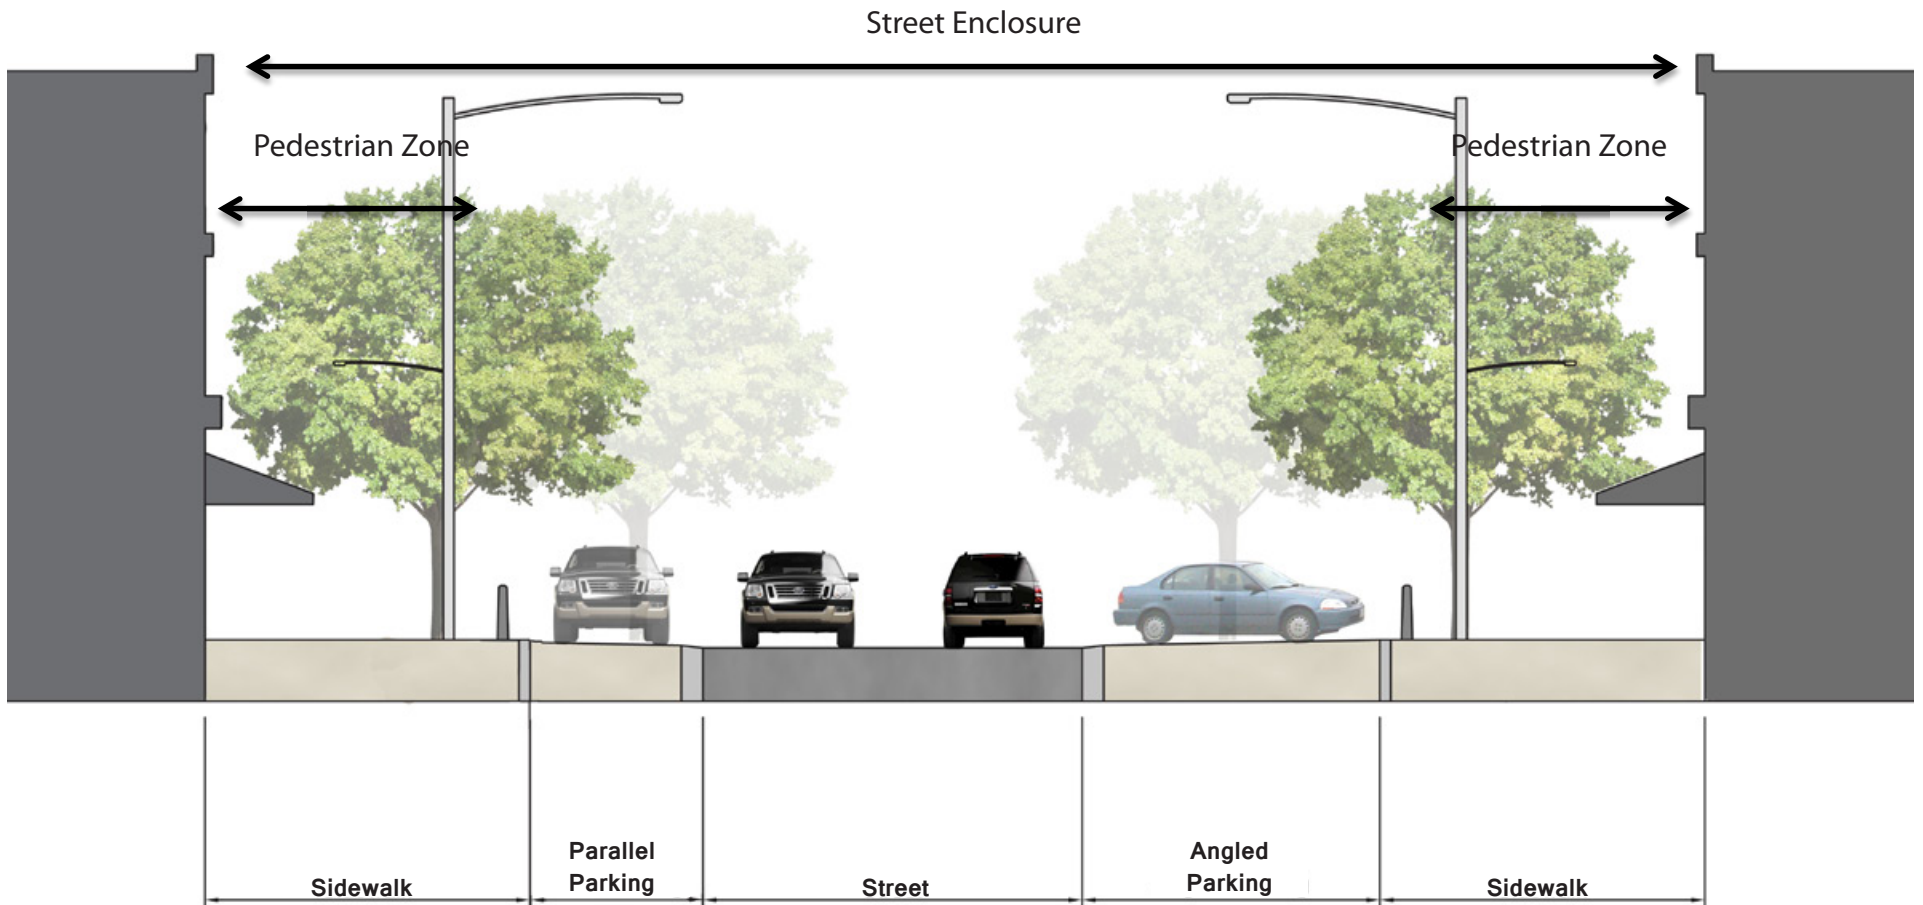 Street Enclosure
Pedestrian Zone
Pedestrian Zone
Sidewalk
Parallel
Parking
Street
Angled
Parking
Sidewalk